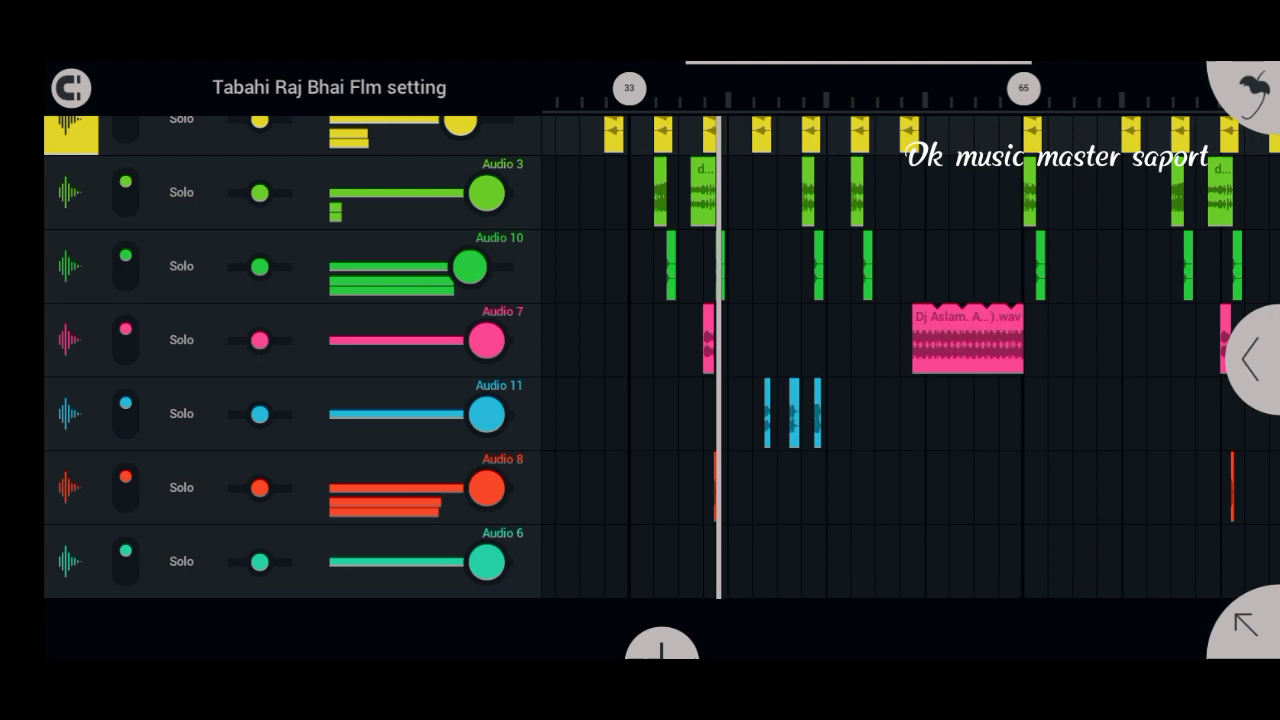 Tabahi Raj Bhai Flm setting
33
65
Solo
Dk music master saport
Audio 3
Solo
d...
d...
Audio 10
Solo
Audio 7
Solo
Dj Aslam. A...).wav
Audio 11
Solo
Audio 8
Solo
Audio 6
Solo